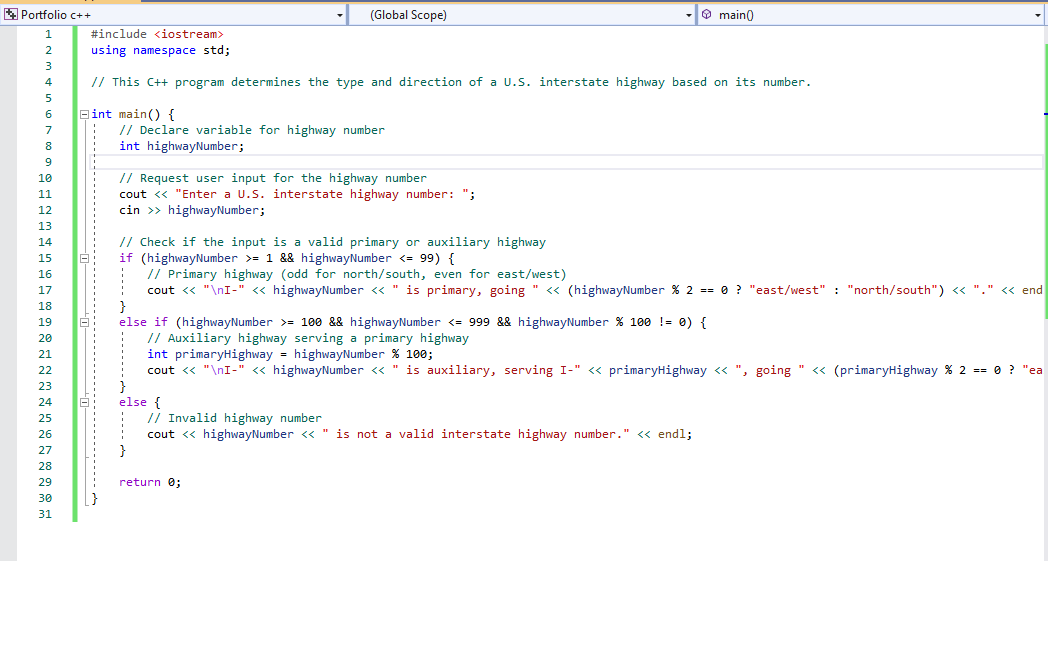 Portfolio c++ (Global Scope) main()
1 #include <iostream>
2 using namespace std;
3
4 // This C++ program determines the type and direction of a U.S. interstate highway based on its number.
5
6 int main() {
7 // Declare variable for highway number
8 int highwayNumber;
9
10 // Request user input for the highway number
11 cout << "Enter a U.S. interstate highway number: ";
12 cin >> highwayNumber;
13
14 // Check if the input is a valid primary or auxiliary highway
15 if (highwayNumber >= 1 && highwayNumber <= 99) {
16 // Primary highway (odd for north/south, even for east/west)
17 cout << "\nI-" << highwayNumber << " is primary, going " << (highwayNumber % 2 == 0 ? "east/west" : "north/south") << "." << end
18 }
19 else if (highwayNumber >= 100 && highwayNumber <= 999 && highwayNumber % 100 != 0) {
20 // Auxiliary highway serving a primary highway
21 int primaryHighway = highwayNumber % 100;
22 cout << "\nI-" << highwayNumber << " is auxiliary, serving I-" << primaryHighway << ", going " << (primaryHighway % 2 == 0 ? "ea
23 }
24 else {
25 // Invalid highway number
26 cout << highwayNumber << " is not a valid interstate highway number." << endl;
27 }
28
29 return 0;
30 }
31